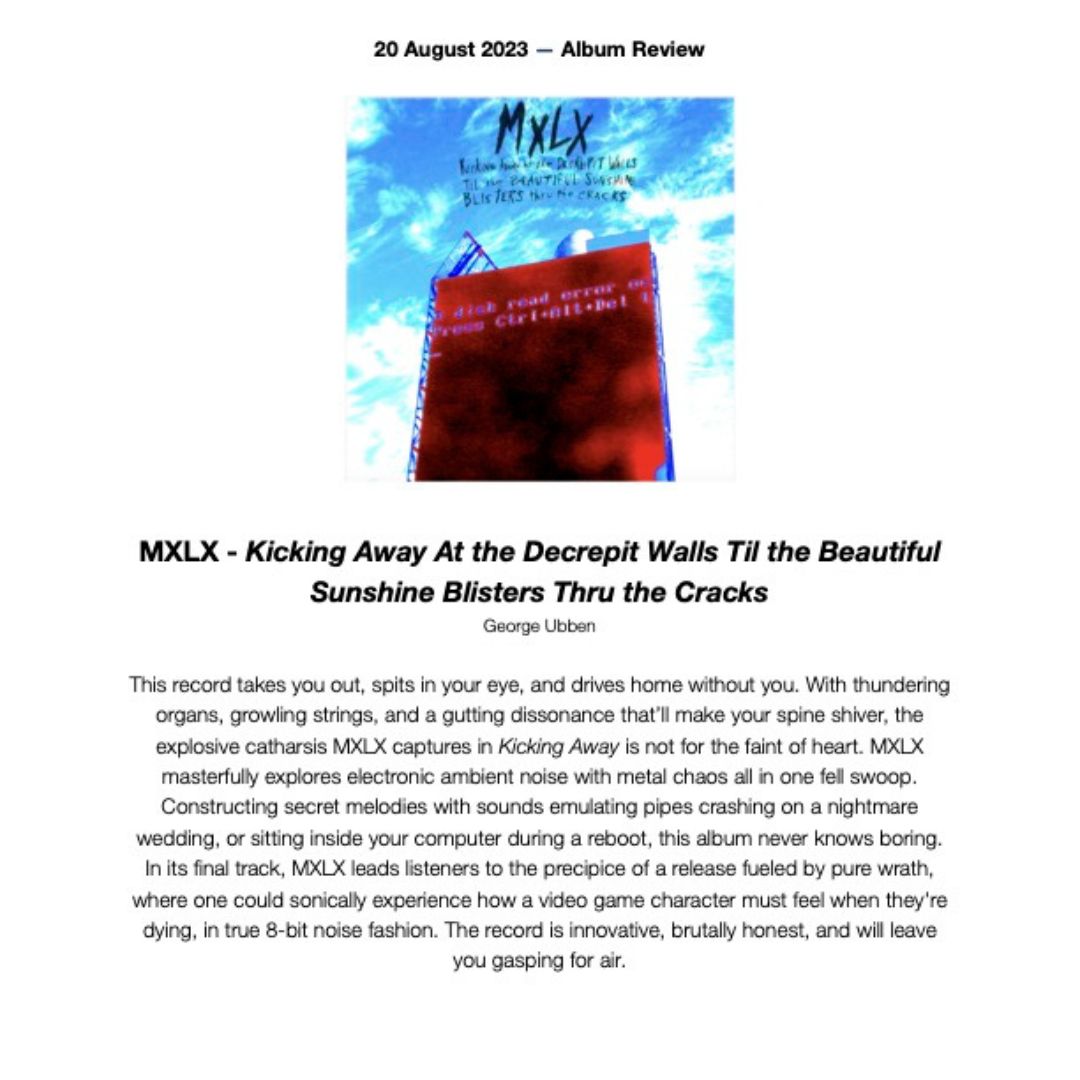 20 August 2023 — Album Review
MXLX
Kicking Away At the DECREPIT WALLS
TIL the BEAUTIFUL SUNSHINE
BLISTERS thru the CRACKS
A disk read error oc
Press Ctrl+Alt+Del t
_
MXLX - Kicking Away At the Decrepit Walls Til the Beautiful
Sunshine Blisters Thru the Cracks
George Ubben
This record takes you out, spits in your eye, and drives home without you. With thundering
organs, growling strings, and a gutting dissonance that'll make your spine shiver, the
explosive catharsis MXLX captures in Kicking Away is not for the faint of heart. MXLX
masterfully explores electronic ambient noise with metal chaos all in one fell swoop.
Constructing secret melodies with sounds emulating pipes crashing on a nightmare
wedding, or sitting inside your computer during a reboot, this album never knows boring.
In its final track, MXLX leads listeners to the precipice of a release fueled by pure wrath,
where one could sonically experience how a video game character must feel when they're
dying, in true 8-bit noise fashion. The record is innovative, brutally honest, and will leave
you gasping for air.